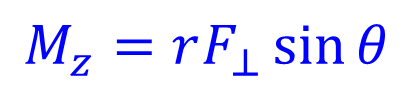 M_z = rF_⊥ sin θ